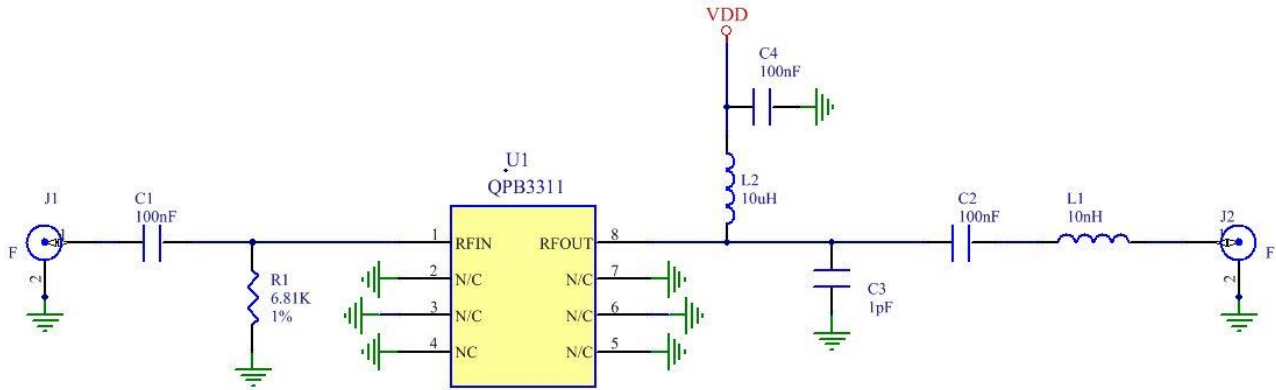 VDD
C4
100nF
U1
QPB3311
L2
10uH
J1
C1
100nF
C2
100nF
L1
10nH
J2
F
1
RFIN
RFOUT
8
F
2
R1
6.81K
1%
2
N/C
N/C
7
3
N/C
N/C
6
4
NC
N/C
5
C3
1pF
2